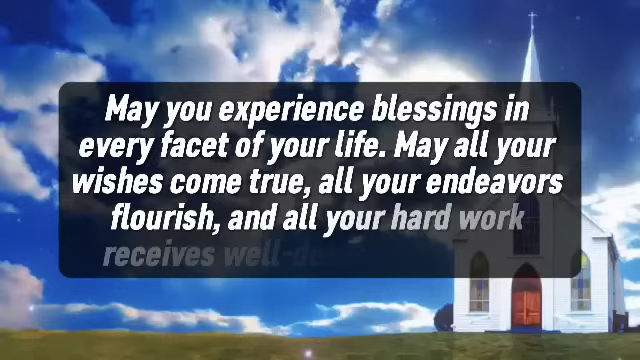 May you experience blessings in
every facet of your life. May all your
wishes come true, all your endeavors
flourish, and all your hard work
receives well-de